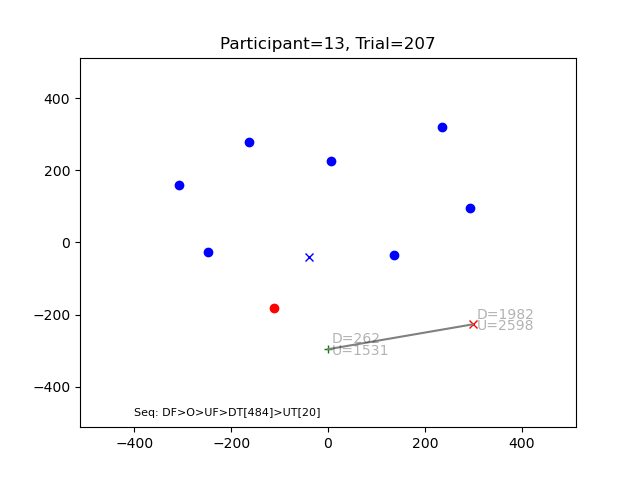 Participant=13, Trial=207
400
200
0
−200
−400
D=1982
U=2598
D=262
U=1531
Seq: DF>O>UF>DT[484]>UT[20]
−400 −200 0 200 400